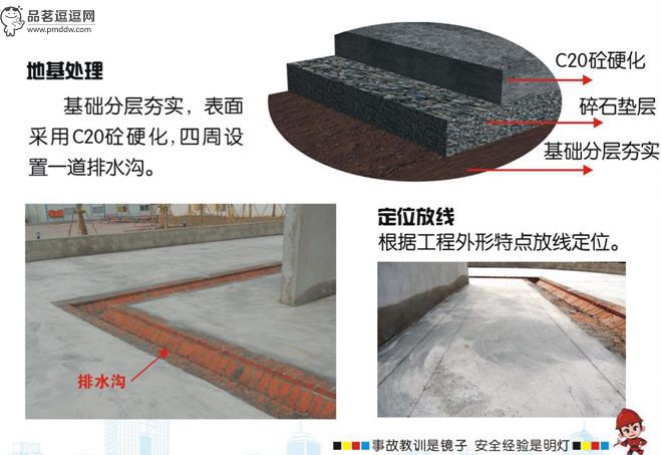 品茗逗逗网
www.pmddw.com
地基处理
基础分层夯实，表面
采用C20砼硬化,四周设
置一道排水沟。
C20砼硬化
碎石垫层
基础分层夯实
定位放线
根据工程外形特点放线定位。
排水沟
事故教训是镜子 安全经验是明灯